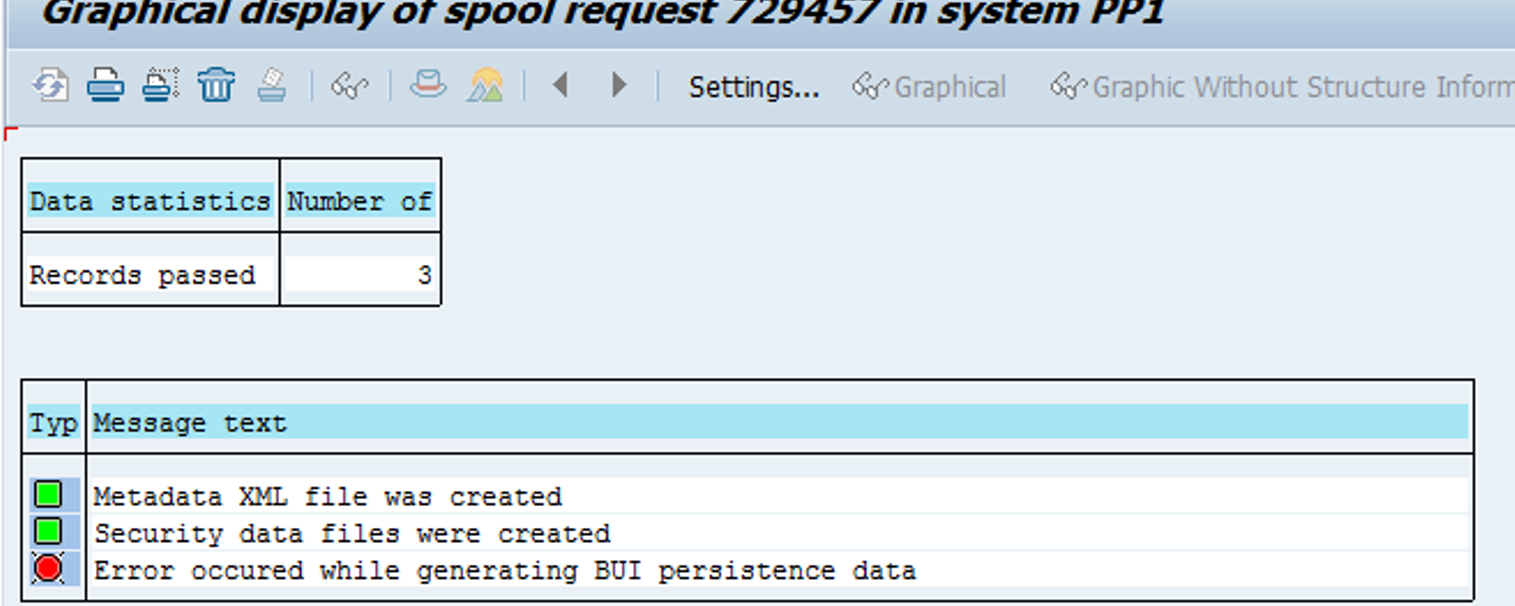 Graphical display of spool request 729457 in system PP1
Settings... Graphical Graphic Without Structure Inform
Data statistics Number of
Records passed 3
Typ Message text
Metadata XML file was created
Security data files were created
Error occured while generating BUI persistence data